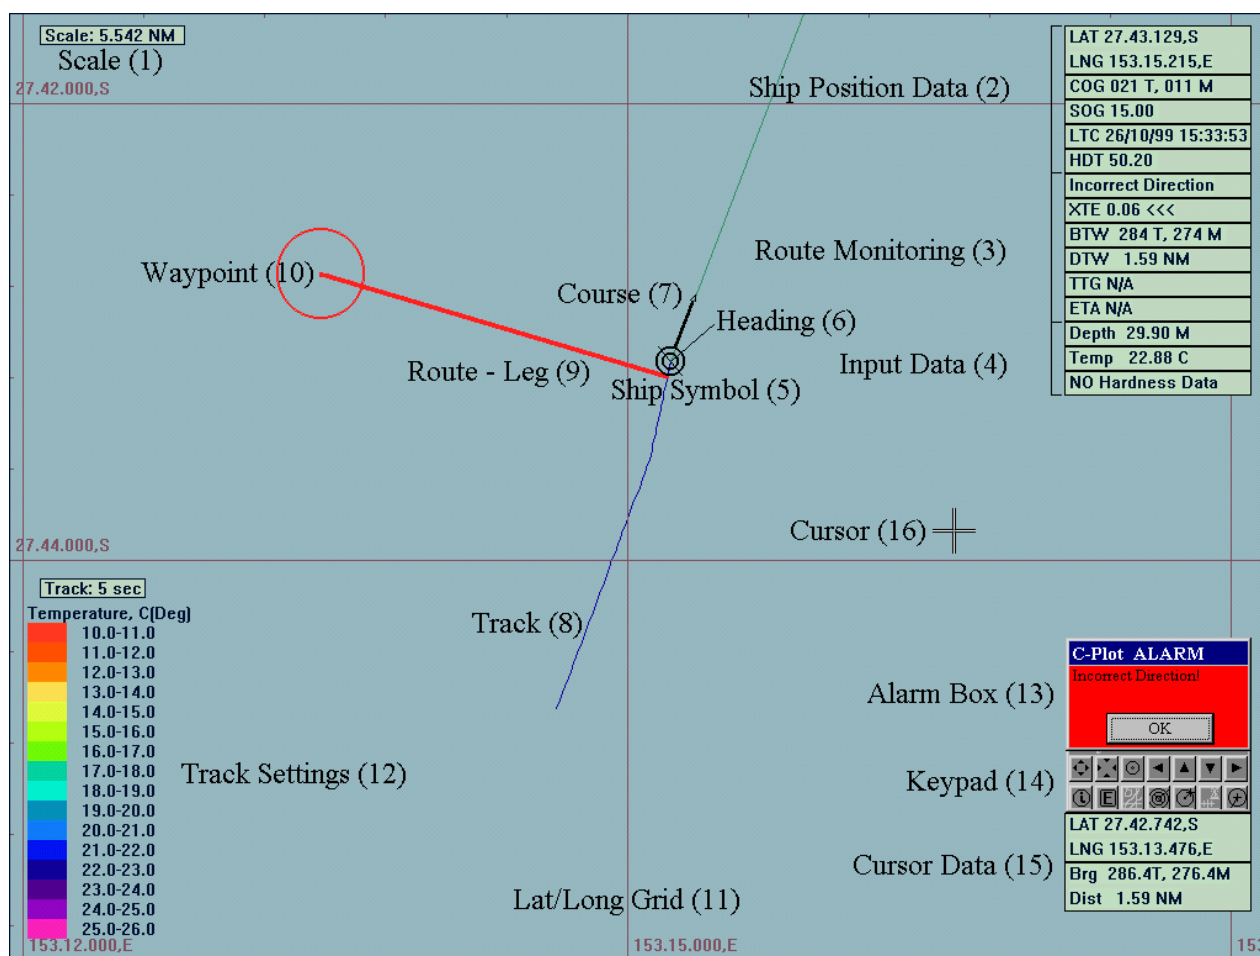 Scale: 5.542 NM
Scale (1)
27.42.000,S
Ship Position Data (2)
LAT 27.43.129,S
LNG 153.15.215,E
COG 021 T, 011 M
SOG 15.00
LTC 26/10/99 15:33:53
HDT 50.20
Incorrect Direction
XTE 0.06 <<<
BTW 284 T, 274 M
DTW 1.59 NM
TTG N/A
ETA N/A
Depth 29.90 M
Temp 22.88 C
NO Hardness Data
Route Monitoring (3)
Waypoint (10)
Course (7)
Heading (6)
Input Data (4)
Route - Leg (9)
Ship Symbol (5)
Cursor (16)
27.44.000,S
Track: 5 sec
Temperature, C(Deg)
10.0-11.0
11.0-12.0
12.0-13.0
13.0-14.0
14.0-15.0
15.0-16.0
16.0-17.0
17.0-18.0
18.0-19.0
19.0-20.0
20.0-21.0
21.0-22.0
22.0-23.0
23.0-24.0
24.0-25.0
25.0-26.0
Track (8)
Track Settings (12)
Alarm Box (13)
C-Plot ALARM
Incorrect Direction!
OK
Keypad (14)
E
Cursor Data (15)
LAT 27.42.742,S
LNG 153.13.476,E
Brg 286.4T, 276.4M
Dist 1.59 NM
Lat/Long Grid (11)
153.12.000,E
153.15.000,E
153